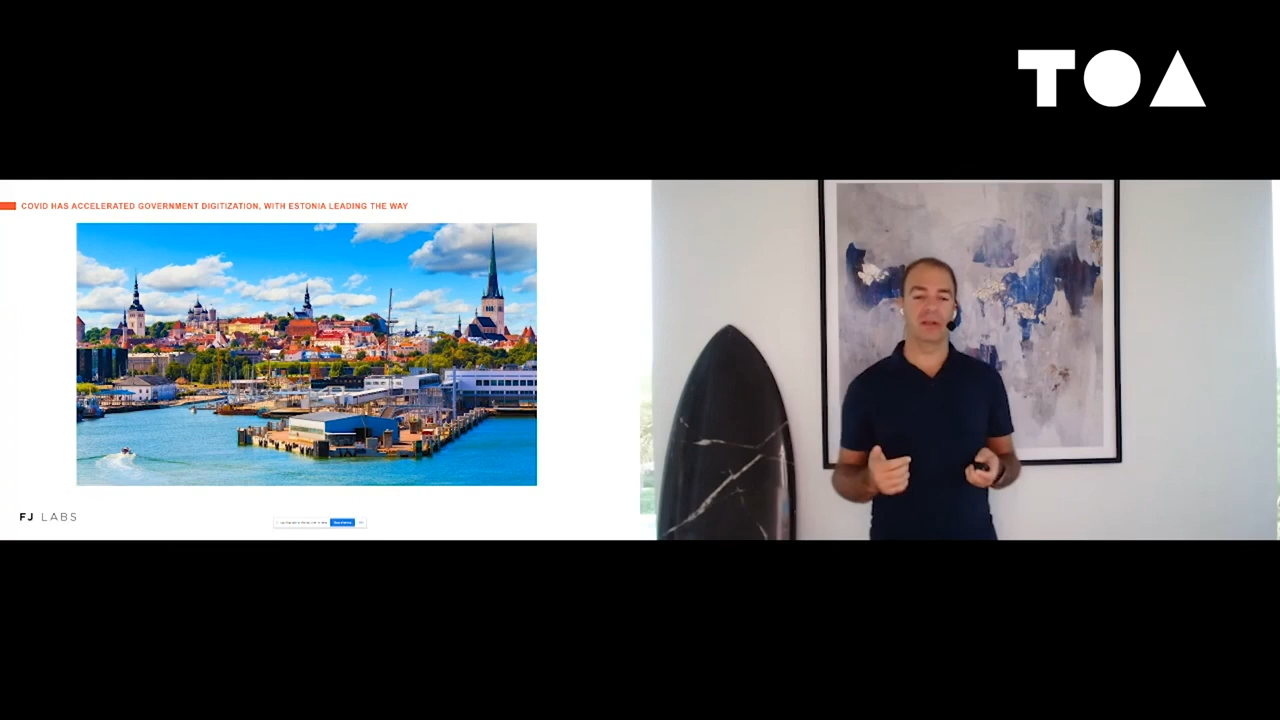 TOA
COVID HAS ACCELERATED GOVERNMENT DIGITIZATION, WITH ESTONIA LEADING THE WAY
FJ LABS